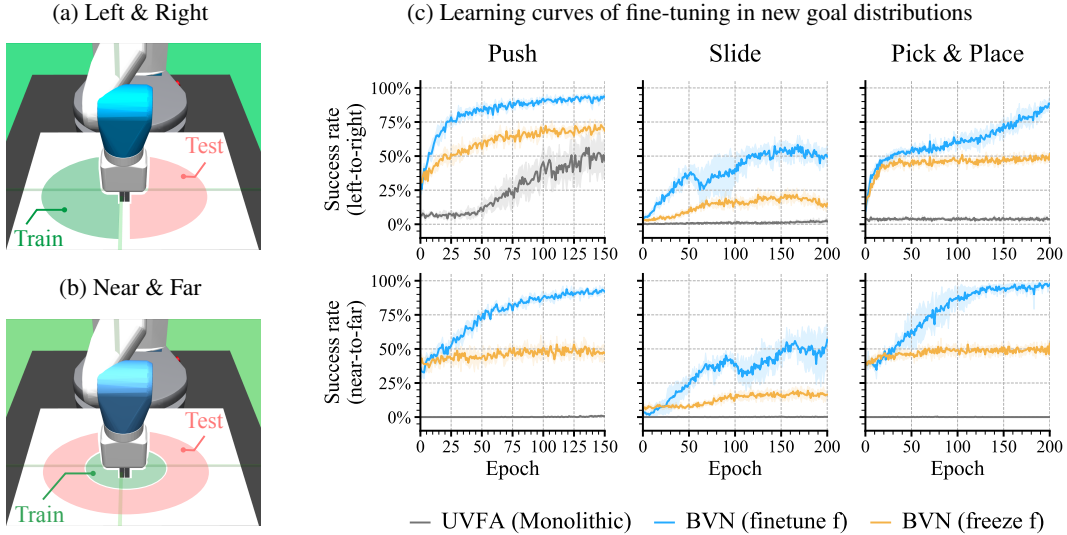 (a) Left & Right
Test
Train
(b) Near & Far
Test
Train
(c) Learning curves of fine-tuning in new goal distributions
Push
Slide
Pick & Place
Success rate
(left-to-right)
100%
75%
50%
25%
0%
0 25 50 75 100 125 150
0 50 100 150 200
0 50 100 150 200
Success rate
(near-to-far)
100%
75%
50%
25%
0%
0 25 50 75 100 125 150
0 50 100 150 200
0 50 100 150 200
Epoch
Epoch
Epoch
UVFA (Monolithic)
BVN (finetune f)
BVN (freeze f)